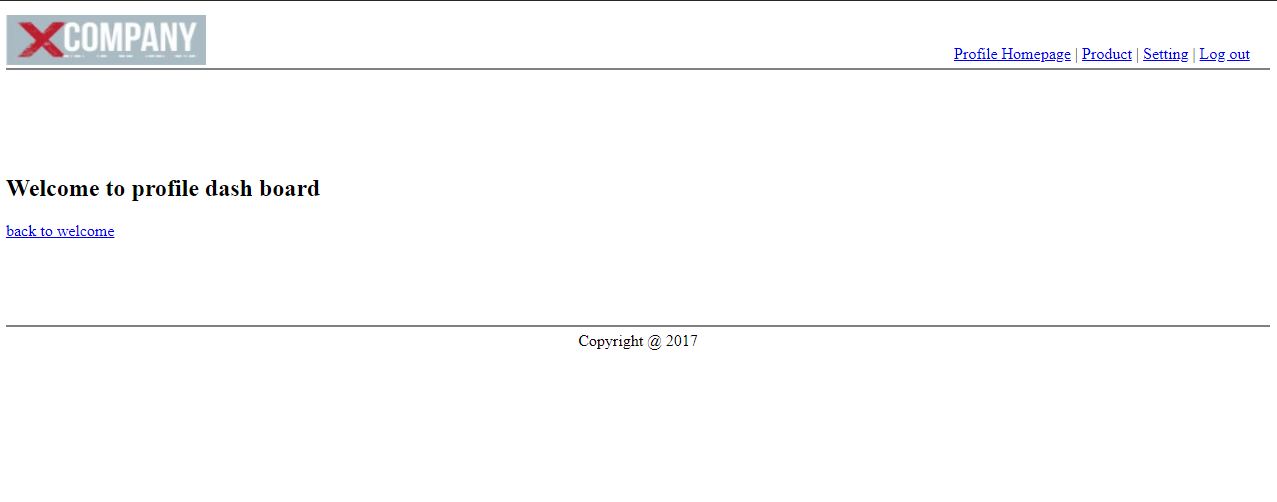 XCOMPANY
Profile Homepage | Product | Setting | Log out
Welcome to profile dash board
back to welcome
Copyright @ 2017